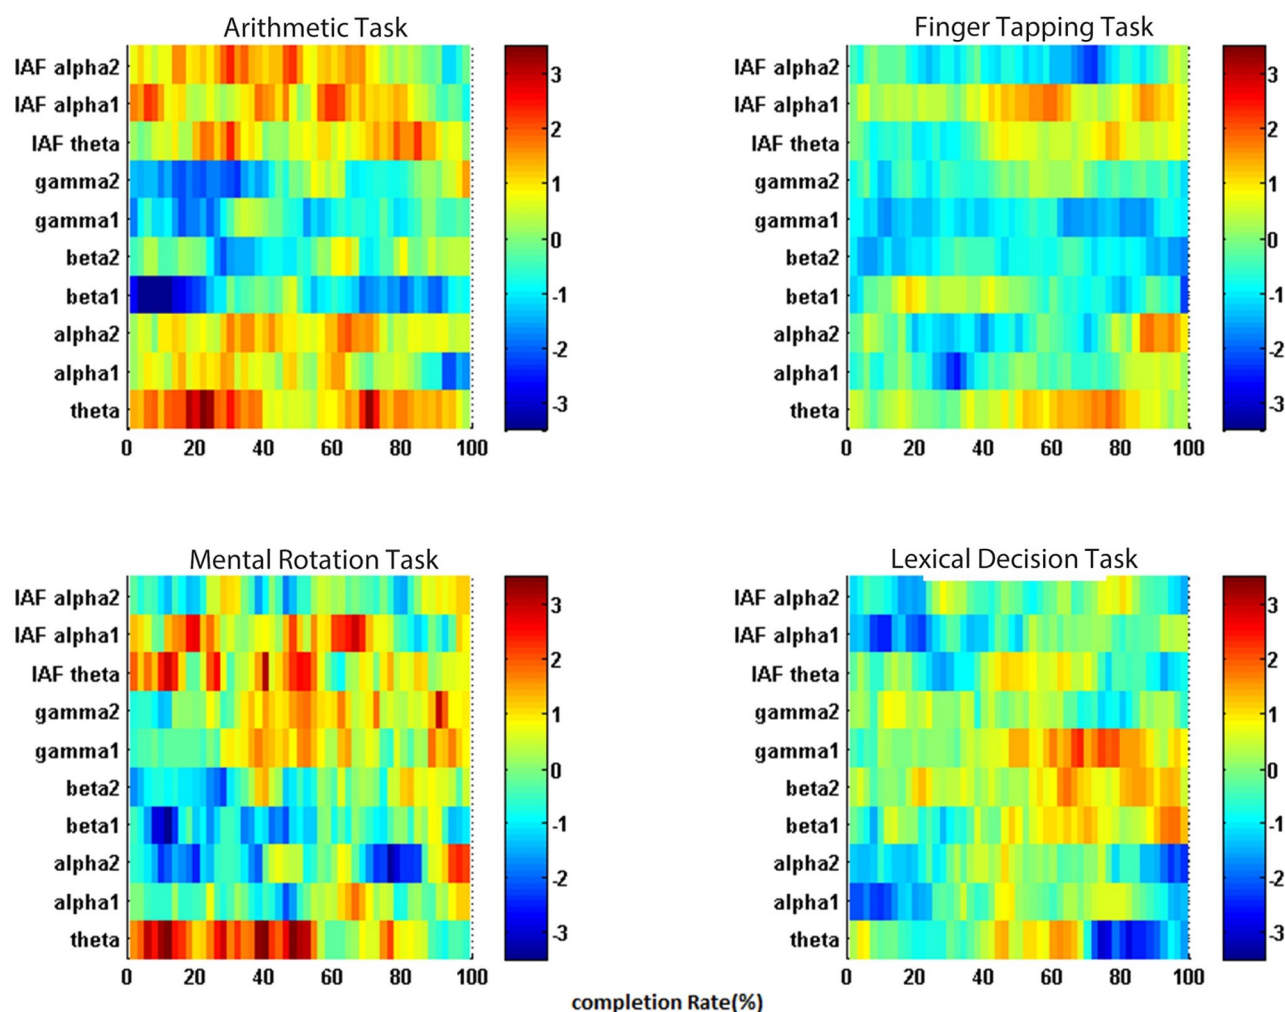 Arithmetic Task
IAF alpha2
IAF alpha1
IAF theta
gamma2
gamma1
beta2
beta1
alpha2
alpha1
theta
0 20 40 60 80 100
3
2
1
0
-1
-2
-3
Finger Tapping Task
IAF alpha2
IAF alpha1
IAF theta
gamma2
gamma1
beta2
beta1
alpha2
alpha1
theta
0 20 40 60 80 100
3
2
1
0
-1
-2
-3
Mental Rotation Task
IAF alpha2
IAF alpha1
IAF theta
gamma2
gamma1
beta2
beta1
alpha2
alpha1
theta
0 20 40 60 80 100
3
2
1
0
-1
-2
-3
Lexical Decision Task
IAF alpha2
IAF alpha1
IAF theta
gamma2
gamma1
beta2
beta1
alpha2
alpha1
theta
0 20 40 60 80 100
3
2
1
0
-1
-2
-3
completion Rate(%)